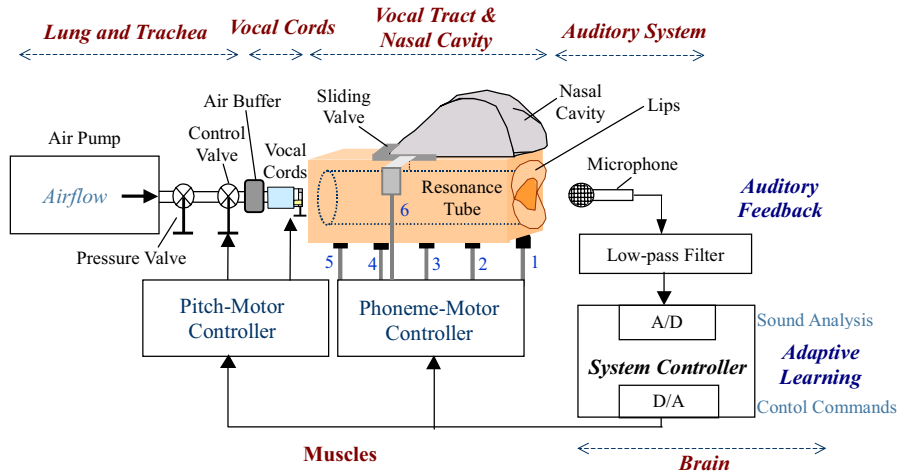 Lung and Trachea
Vocal Cords
Vocal Tract &
Nasal Cavity
Auditory System
Air Pump
Airflow
Pressure Valve
Control
Valve
Air Buffer
Vocal
Cords
Sliding
Valve
Nasal
Cavity
Lips
Resonance
Tube
6
5
4
3
2
1
Microphone
Auditory
Feedback
Low-pass Filter
Pitch-Motor
Controller
Phoneme-Motor
Controller
A/D
Sound Analysis
System Controller
Adaptive
Learning
D/A
Contol Commands
Muscles
Brain